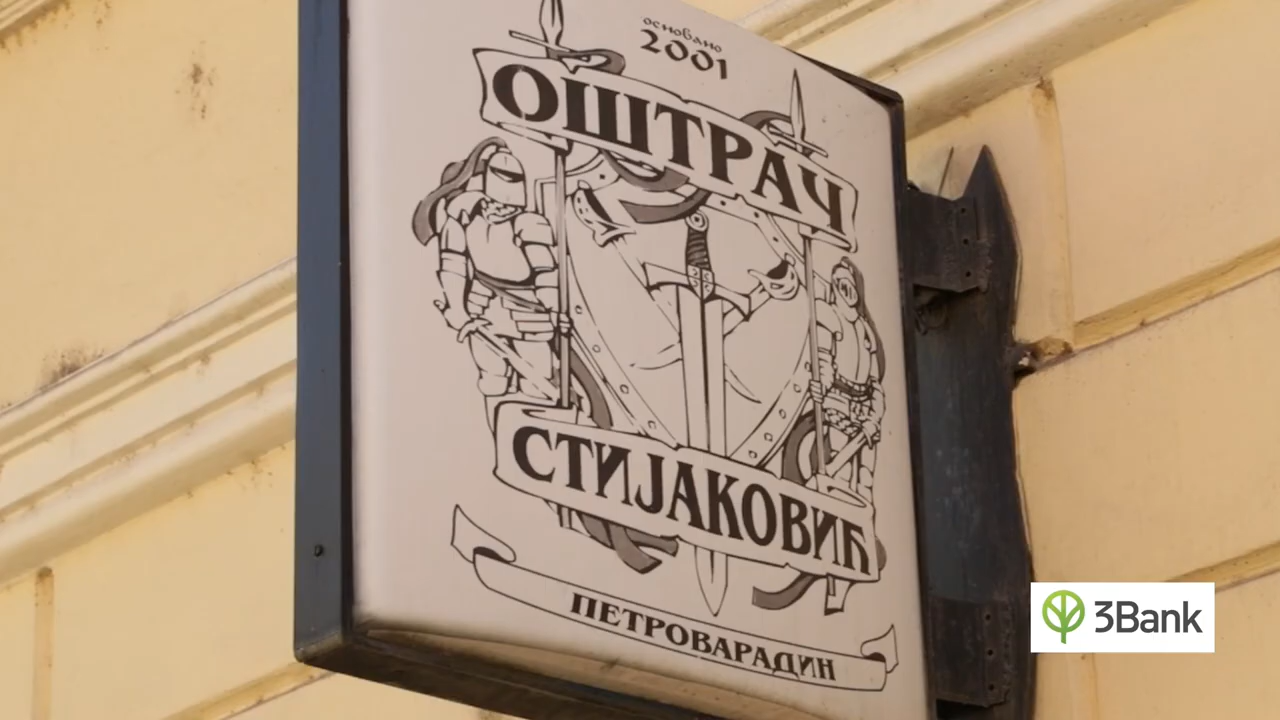 основано
2001
ОШТРАЧ
СТИЈАКОВИЋ
ПЕТРОВАРАДИН
3Bank